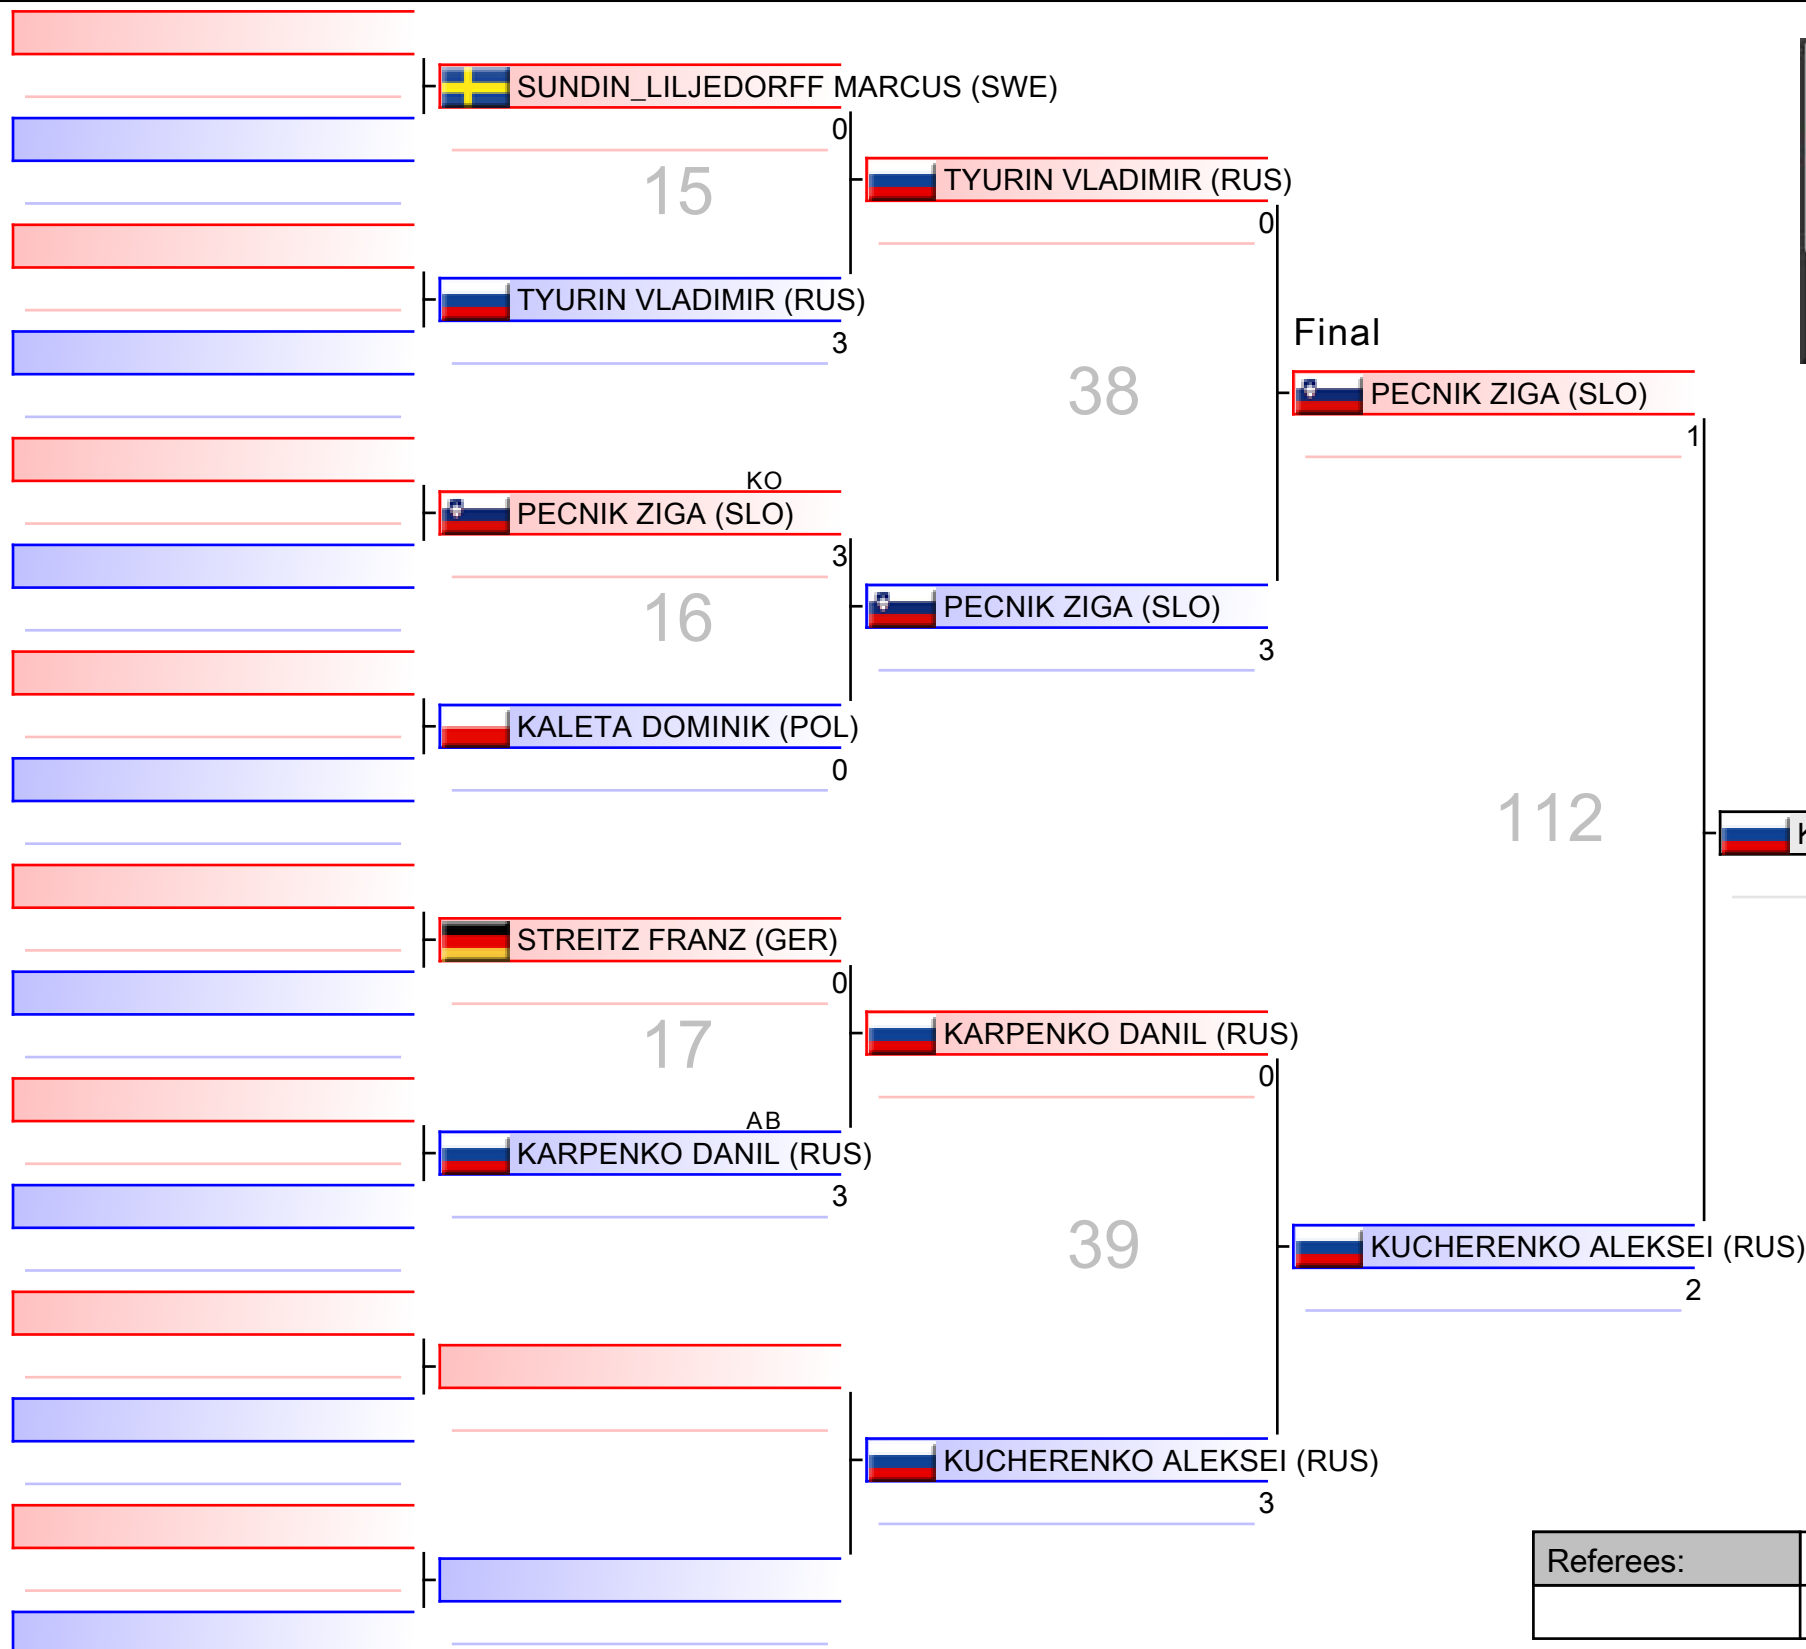 SUNDIN_LILJEDORFF MARCUS (SWE)
0
15
TYURIN VLADIMIR (RUS)
0
TYURIN VLADIMIR (RUS)
3
Final
38
PECNIK ZIGA (SLO)
1
KO
PECNIK ZIGA (SLO)
3
16
PECNIK ZIGA (SLO)
3
KALETA DOMINIK (POL)
0
112
STREITZ FRANZ (GER)
0
17
KARPENKO DANIL (RUS)
0
AB
KARPENKO DANIL (RUS)
3
39
KUCHERENKO ALEKSEI (RUS)
2
KUCHERENKO ALEKSEI (RUS)
3
Referees: